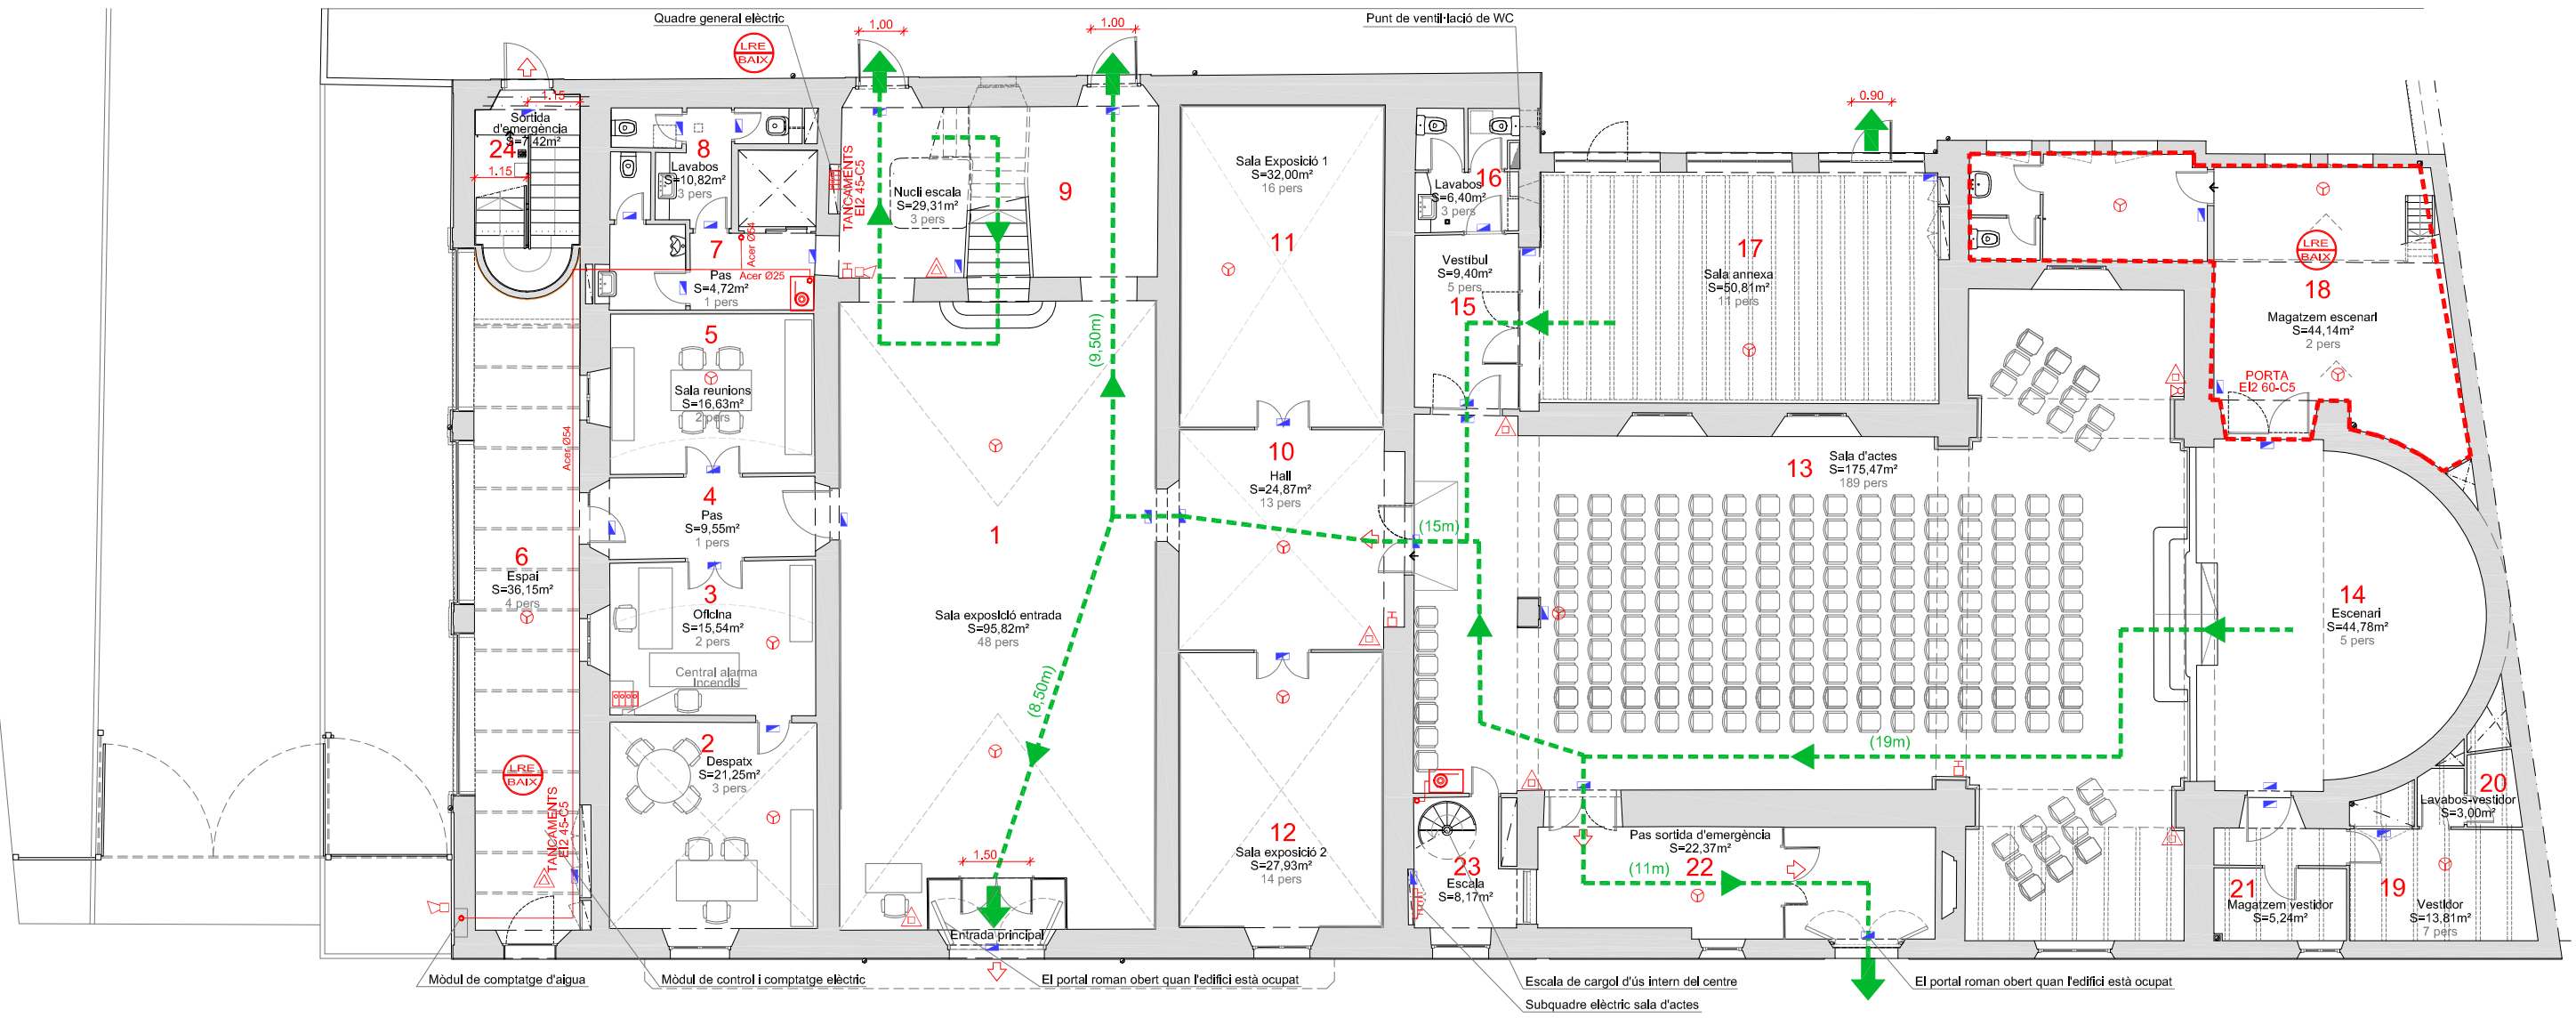 Quadre general elèctric
1.00
1.00
Punt de ventil·lació de WC
LRE
BAIX
1.15
Sortida
d'emergència
S=7,42m²
24
1.15
8
Lavabos
S=10,82m²
3 pers
TANCAMENTS
EI2 45-C5
Nucli escala
S=29,31m²
3 pers
9
Sala Exposició 1
S=32,00m²
16 pers
11
16
Lavabos
S=6,40m²
3 pers
0.90
7
Pas
S=4,72m²
1 pers
Acer Ø54
Acer Ø25
Vestíbul
S=9,40m²
5 pers
15
17
Sala annexa
S=50,81m²
11 pers
LRE
BAIX
18
Magatzem escenari
S=44,14m²
2 pers
PORTA
EI2 60-C5
5
Sala reunions
S=16,63m²
2 pers
(9,50m)
Acer Ø54
4
Pas
S=9,55m²
1 pers
10
Hall
S=24,87m²
13 pers
(15m)
13
Sala d'actes
S=175,47m²
189 pers
6
Espai
S=36,15m²
4 pers
1
Sala exposició entrada
S=95,82m²
48 pers
3
Oficina
S=15,54m²
2 pers
Central alarma
Incendis
14
Escenari
S=44,78m²
5 pers
(8,50m)
(19m)
2
Despatx
S=21,25m²
3 pers
LRE
BAIX
TANCAMENTS
EI2 45-C5
1.50
Entrada principal
12
Sala exposició 2
S=27,93m²
14 pers
23
Escala
S=8,17m²
Pas sortida d'emergència
S=22,37m²
22
(11m)
20
Lavabos-vestidor
S=3,00m²
21
Magatzem vestidor
S=5,24m²
19
Vestidor
S=13,81m²
7 pers
Mòdul de comptatge d'aigua
Mòdul de control i comptatge elèctric
El portal roman obert quan l'edifici està ocupat
Escala de cargol d'ús intern del centre
Subquadre elèctric sala d'actes
El portal roman obert quan l'edifici està ocupat